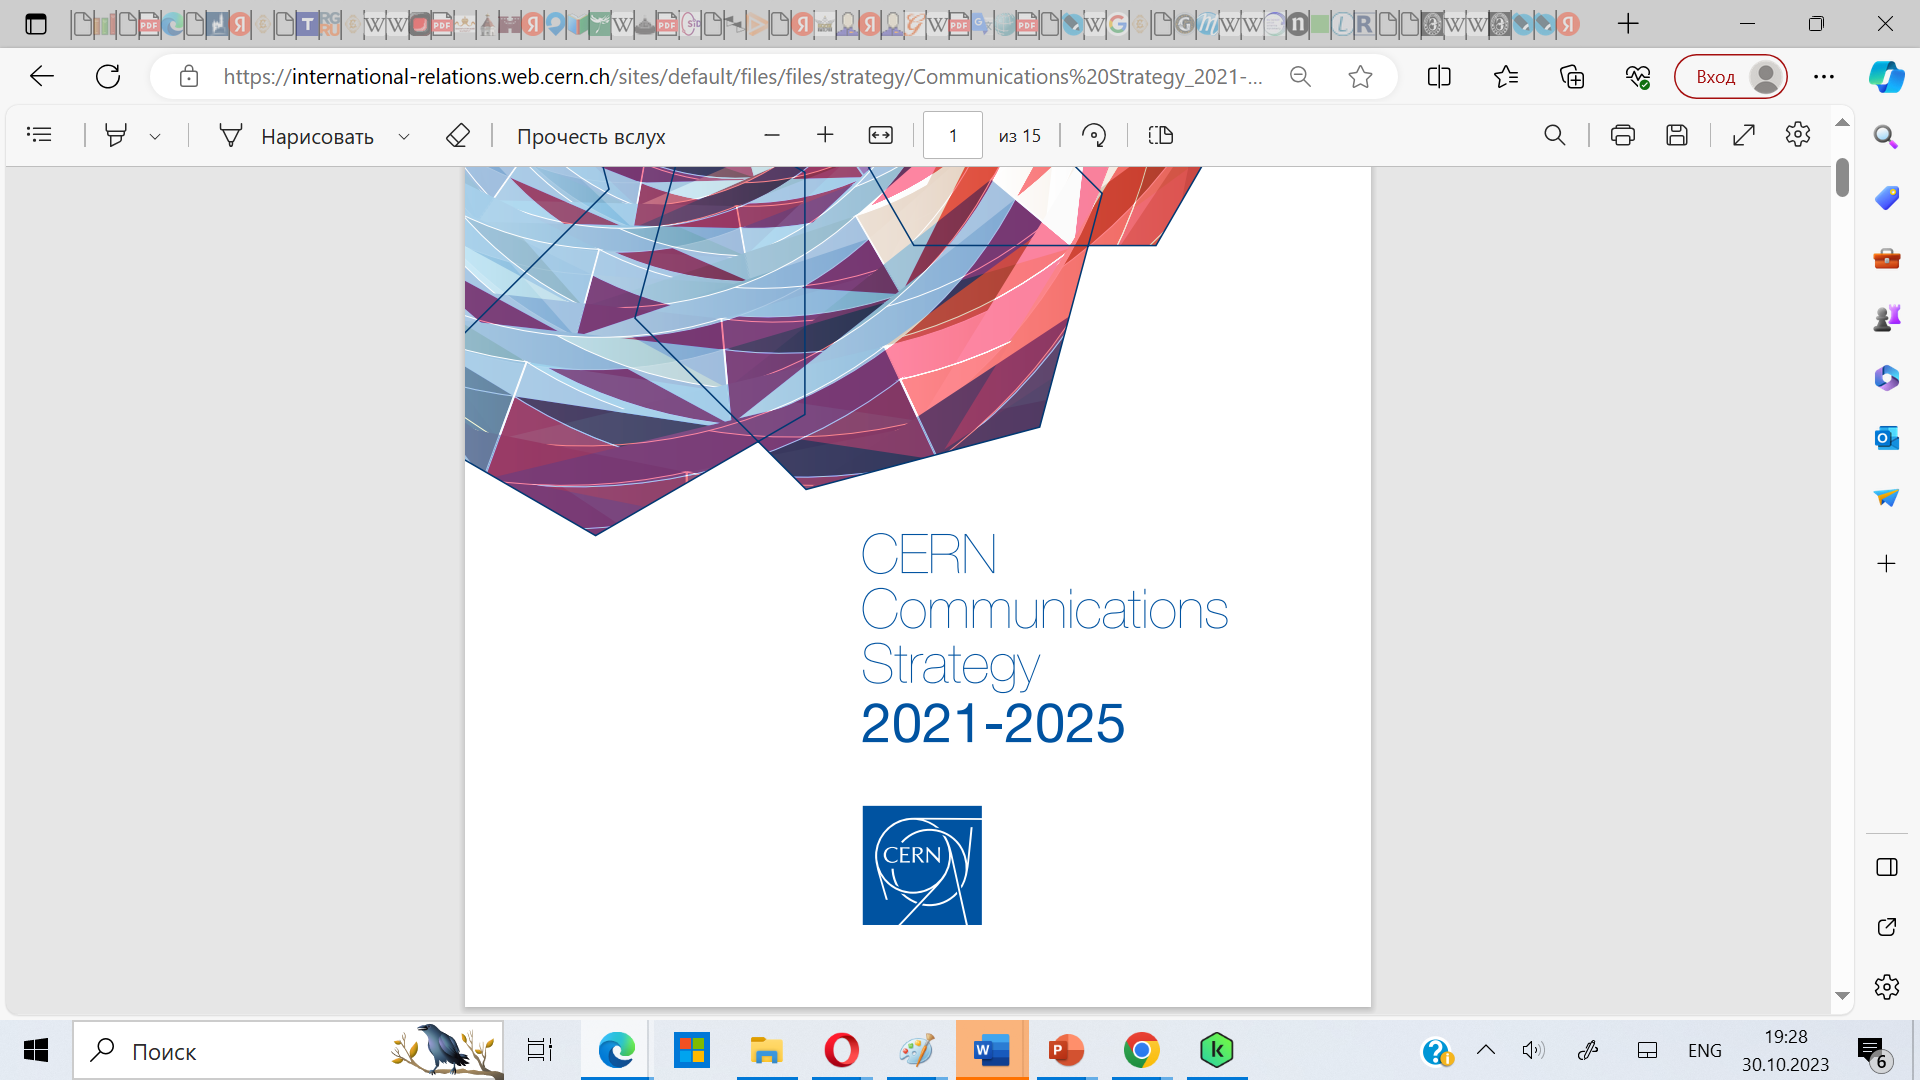 https://international-relations.web.cern.ch/sites/default/files/files/strategy/Communications%20Strategy_2021-...
Вход
Нарисовать
Прочесть вслух
1
из 15
CERN
Communications
Strategy
2021-2025
CERN
Поиск
ENG
19:28
30.10.2023
6